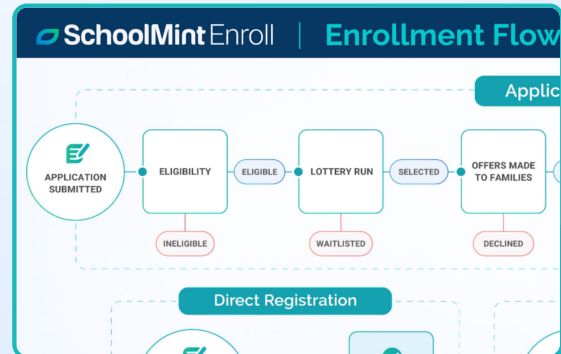 SchoolMint Enroll | Enrollment Flow
Applic
APPLICATION
SUBMITTED
ELIGIBILITY
ELIGIBLE
LOTTERY RUN
SELECTED
OFFERS MADE
TO FAMILIES
INELIGIBLE
WAITLISTED
DECLINED
Direct Registration